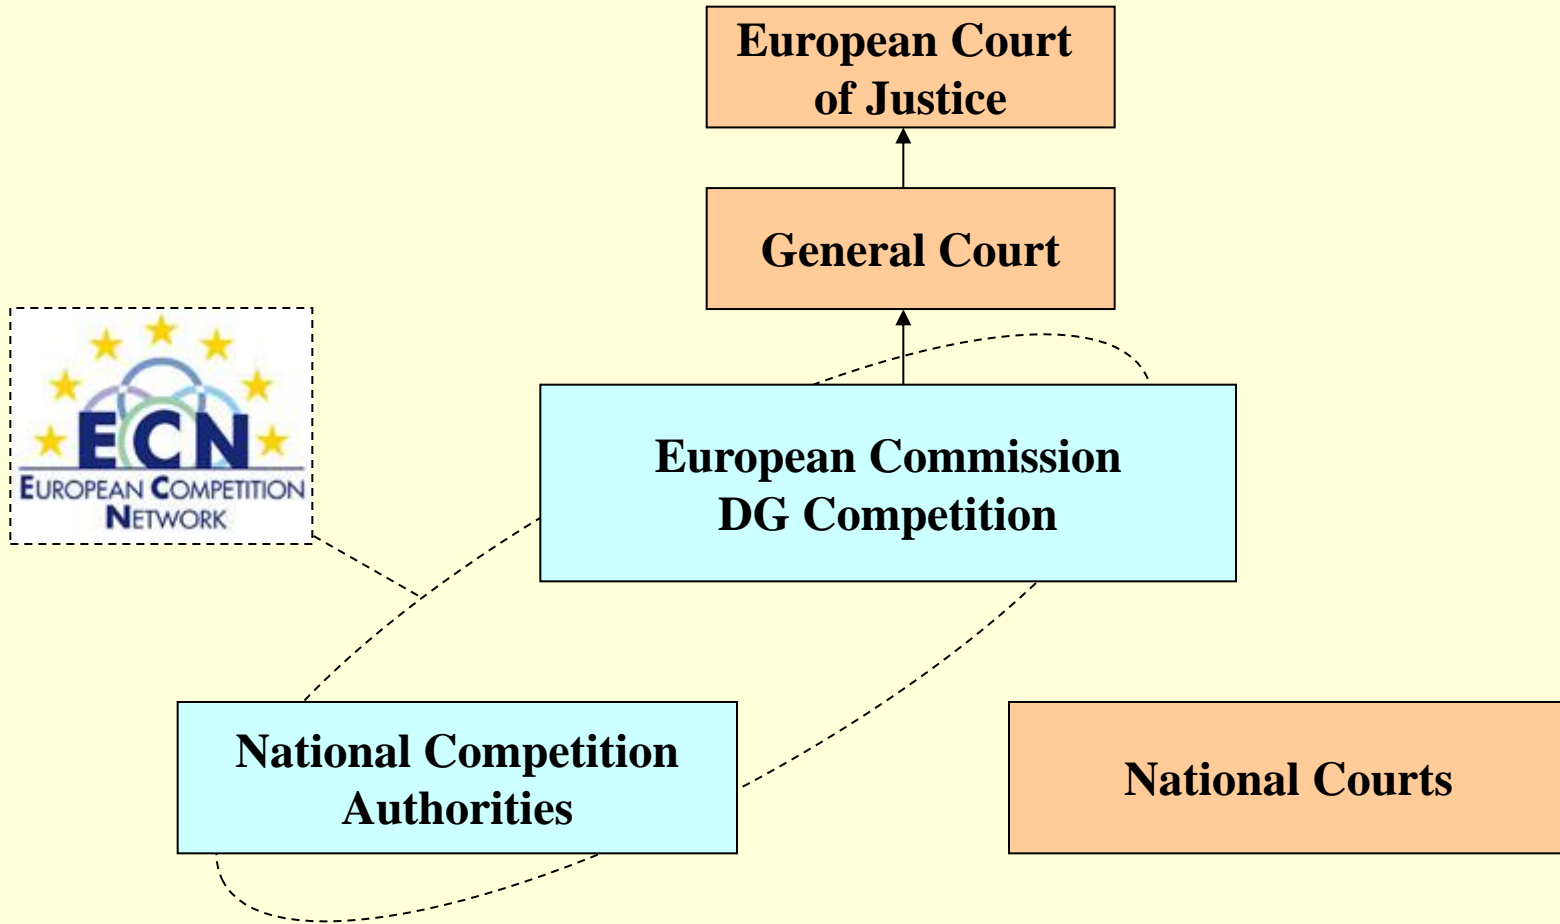 European Court
of Justice
General Court
ECN
EUROPEAN COMPETITION
NETWORK
European Commission
DG Competition
National Competition
Authorities
National Courts